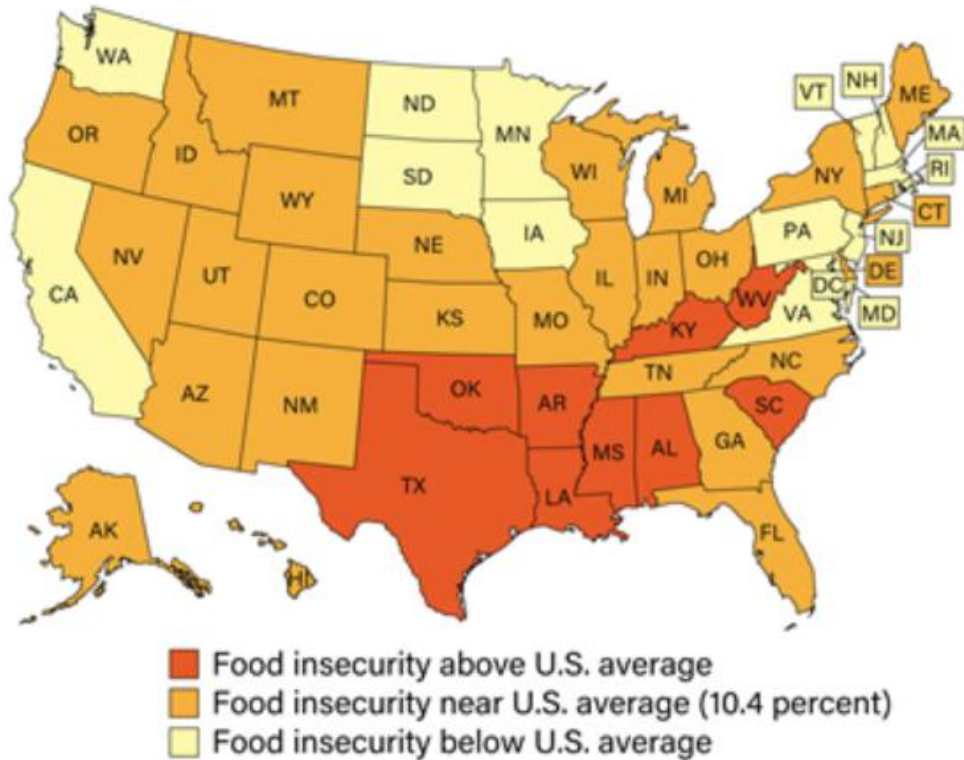 WA
MT
ND
MN
VT
NH
ME
OR
ID
SD
WI
MI
NY
MA
RI
CT
WY
IA
NE
PA
NJ
NV
UT
CO
IL
IN
OH
DE
DC
MD
CA
KS
MO
WV
VA
KY
AZ
NM
OK
AR
TN
NC
SC
TX
LA
MS
AL
GA
AK
HI
FL
Food insecurity above U.S. average
Food insecurity near U.S. average (10.4 percent)
Food insecurity below U.S. average